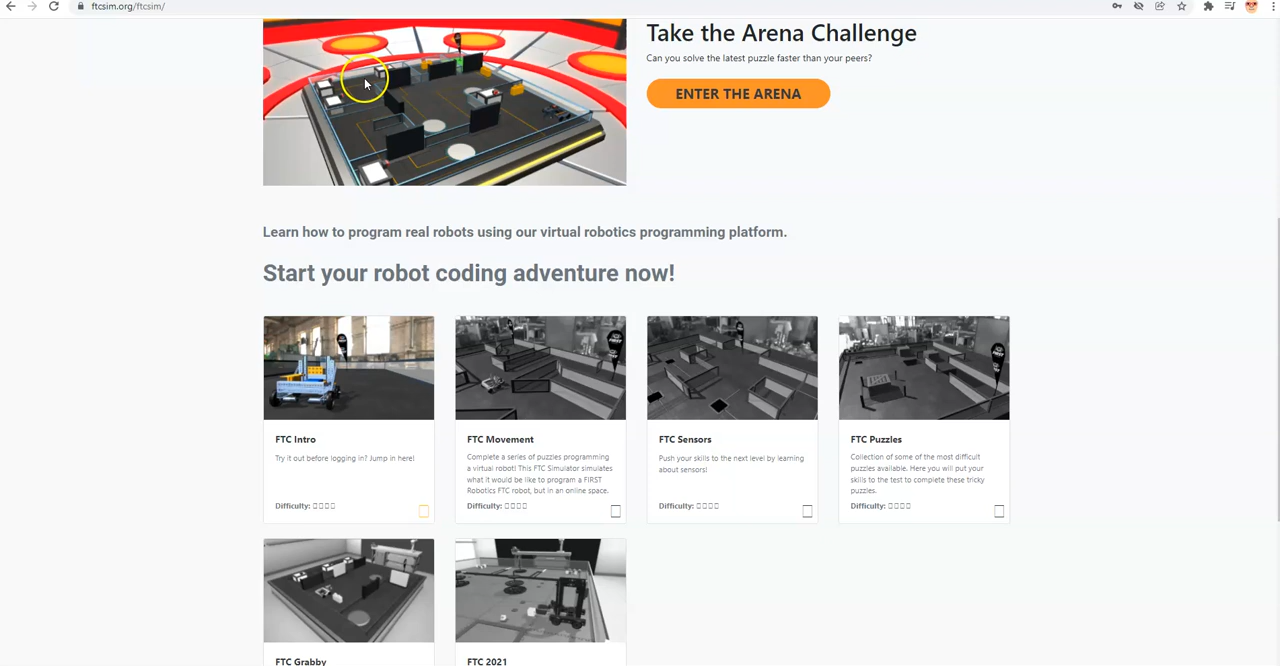 ftcsim.org/ftcsim/
Take the Arena Challenge
Can you solve the latest puzzle faster than your peers?
ENTER THE ARENA
Learn how to program real robots using our virtual robotics programming platform.
Start your robot coding adventure now!
FTC Intro
Try it out before logging in? Jump in here!
Difficulty:
FTC Movement
Complete a series of puzzles programming
a virtual robot! This FTC Simulator simulates
what it would be like to program a FIRST
Robotics FTC robot, but in an online space.
Difficulty:
FTC Sensors
Push your skills to the next level by learning
about sensors!
Difficulty:
FTC Puzzles
Collection of some of the most difficult
puzzles available. Here you will put your
skills to the test to complete these tricky
puzzles.
Difficulty:
FTC Grabby
FTC 2021